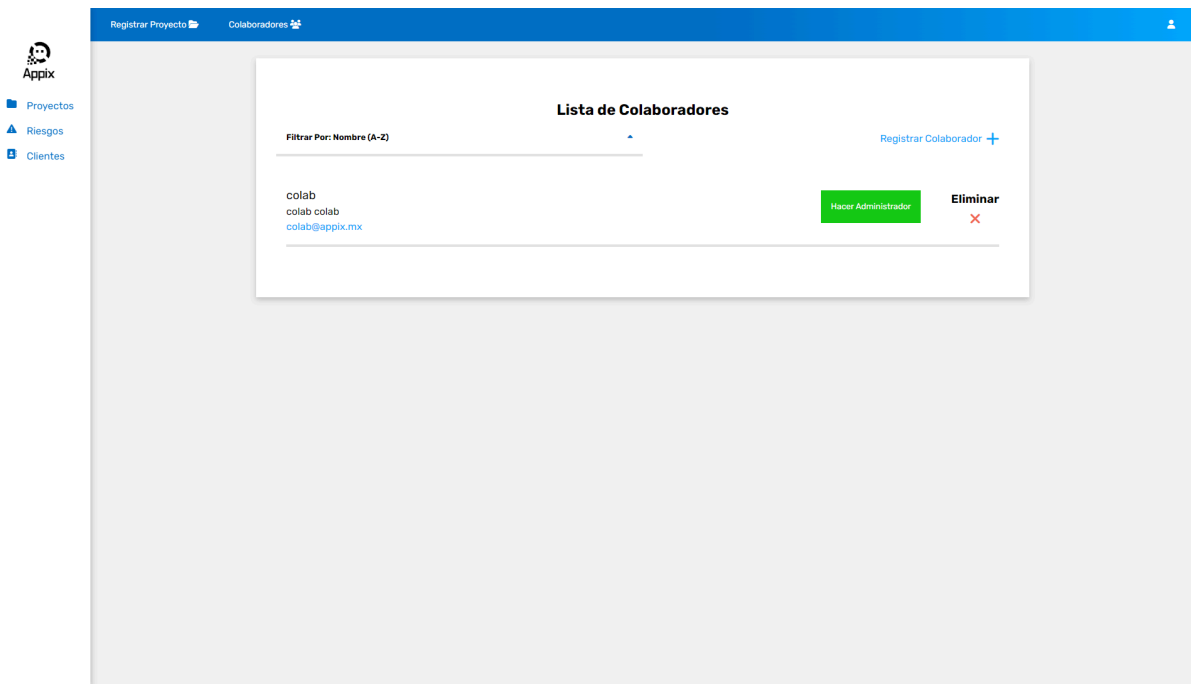 Registrar Proyecto
Colaboradores
Appix
Proyectos
Riesgos
Clientes
Lista de Colaboradores
Filtrar Por: Nombre (A-Z)
Registrar Colaborador
colab
colab colab
colab@appix.mx
Hacer Administrador
Eliminar